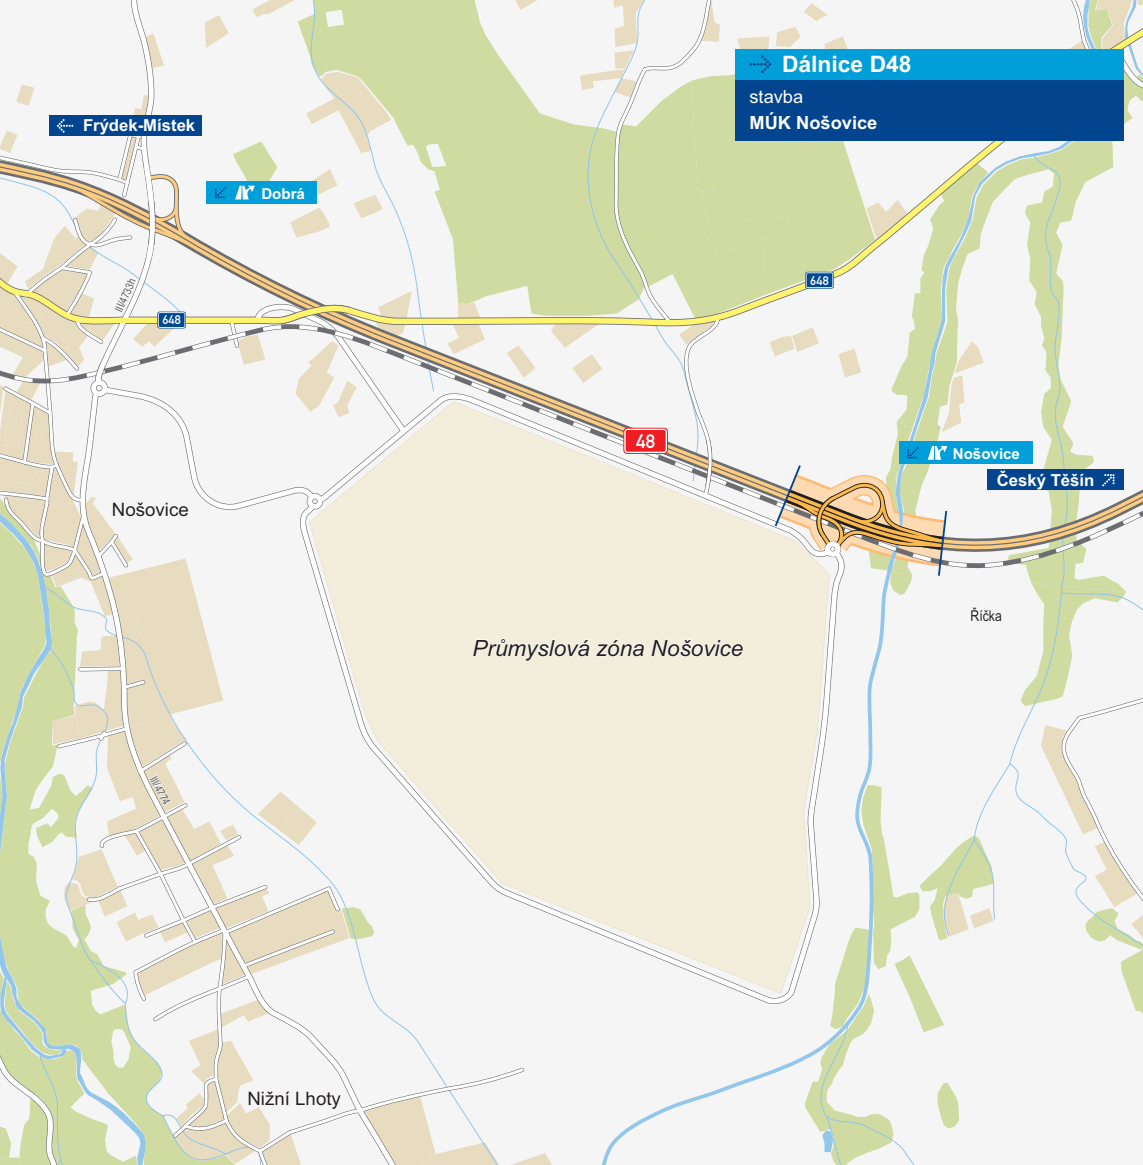 Dálnice D48
stavba
MÚK Nošovice
Frýdek-Místek
Dobrá
III/4733h
648
648
48
Nošovice
Český Těšín
Nošovice
Říčka
Průmyslová zóna Nošovice
III/4774
Nižní Lhoty